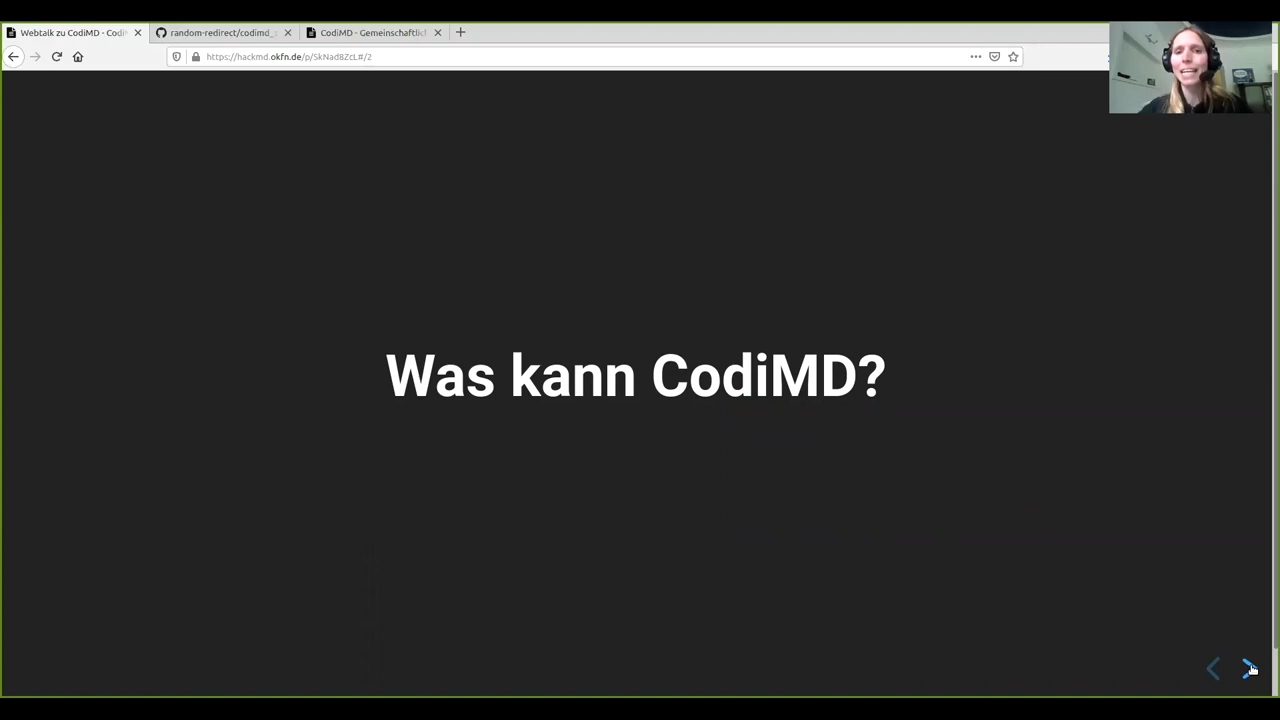 Webtalk zu CodiMD - Codi
random-redirect/codimd_
CodiMD - Gemeinschaftlic
https://hackmd.okfn.de/p/SkNad8ZcL#/2
Was kann CodiMD?